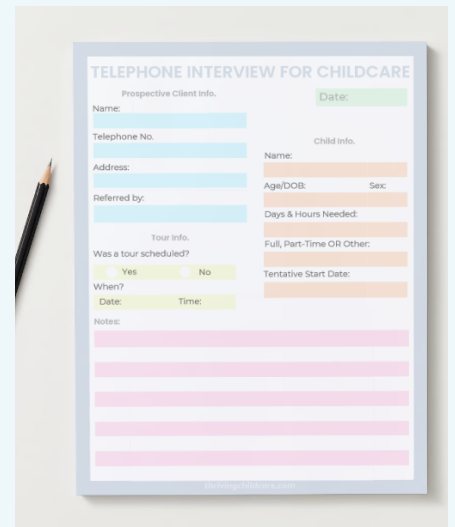 TELEPHONE INTERVIEW FOR CHILDCARE
Prospective Client Info.
Date:
Name:
Telephone No.
Address:
Referred by:
Child Info.
Name:
Age/DOB: Sex:
Days & Hours Needed:
Full, Part-Time OR Other:
Tentative Start Date:
Tour Info.
Was a tour scheduled?
Yes No
When?
Date: Time:
Notes:
thrivingchildcare.com